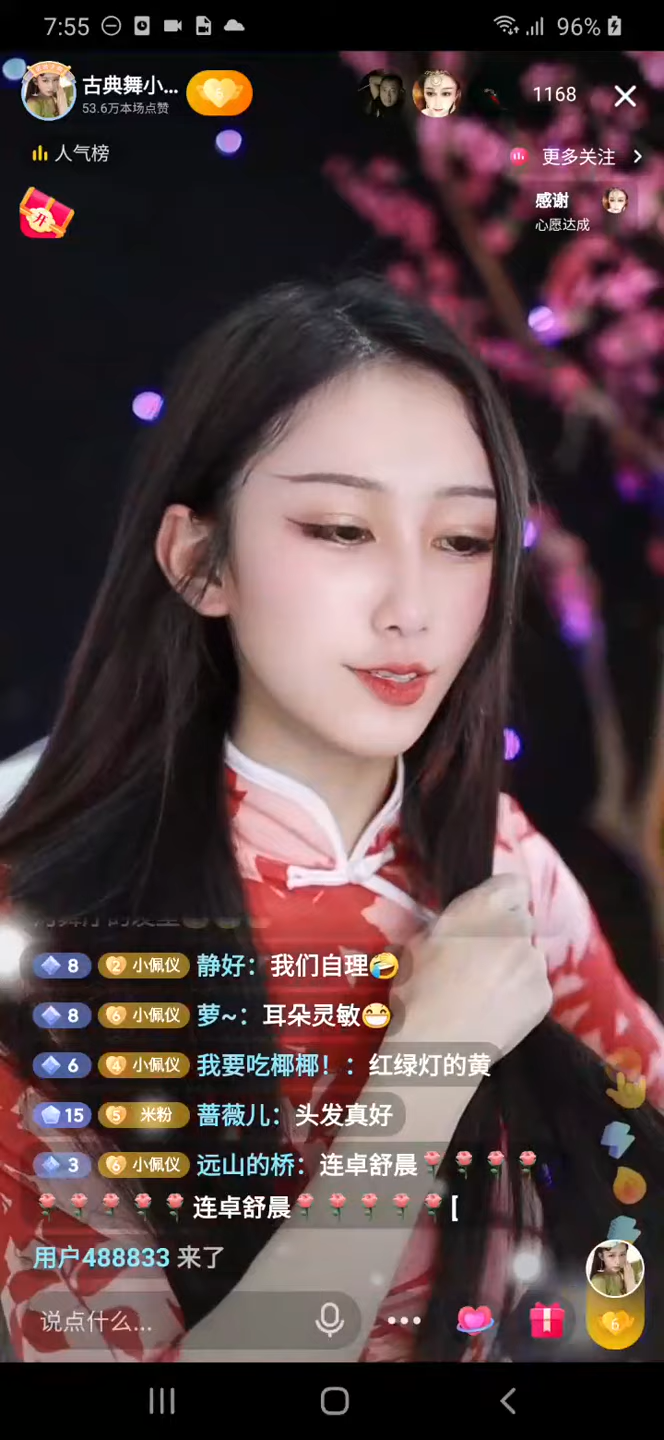 7:55
96%
古典舞小...
53.6万本场点赞
6
1168
人气榜
更多关注
开
感谢
心愿达成
8 2 小佩仪 静好：我们自理🤣
8 6 小佩仪 萝~：耳朵灵敏😁
6 4 小佩仪 我要吃椰椰！：红绿灯的黄
15 5 米粉 蔷薇儿：头发真好
3 6 小佩仪 远山的桥：连卓舒晨🌹🌹🌹🌹
🌹🌹🌹🌹🌹连卓舒晨🌹🌹🌹🌹🌹[
用户488833 来了
说点什么...
6